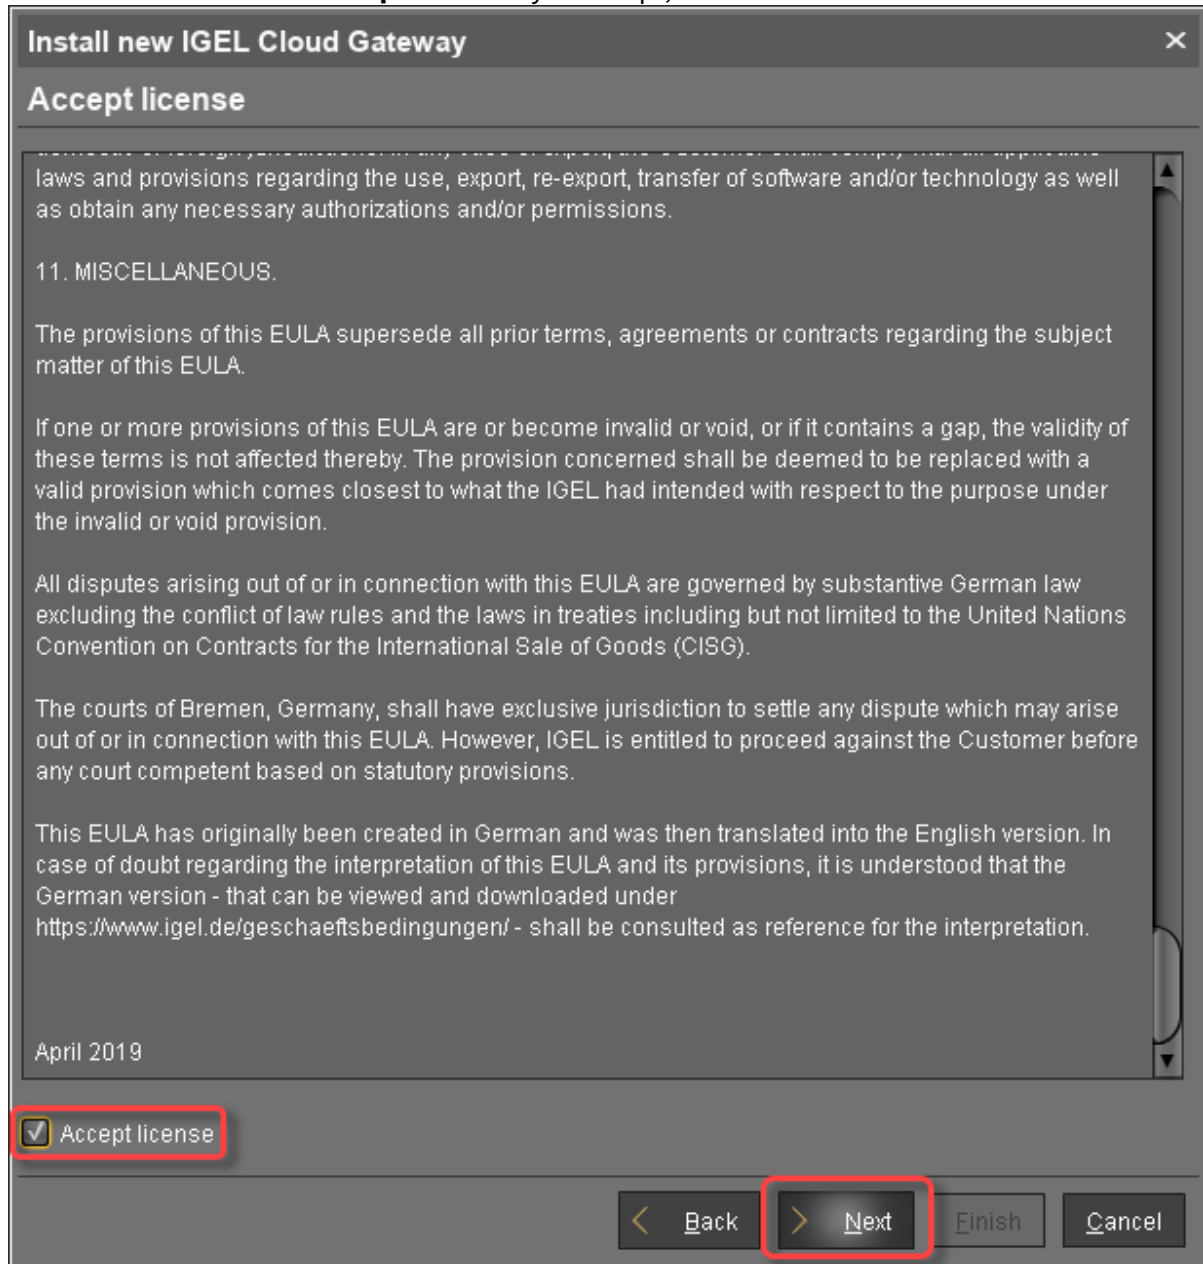 Install new IGEL Cloud Gateway
Accept license
laws and provisions regarding the use, export, re-export, transfer of software and/or technology as well
as obtain any necessary authorizations and/or permissions.
11. MISCELLANEOUS.
The provisions of this EULA supersede all prior terms, agreements or contracts regarding the subject
matter of this EULA.
If one or more provisions of this EULA are or become invalid or void, or if it contains a gap, the validity of
these terms is not affected thereby. The provision concerned shall be deemed to be replaced with a
valid provision which comes closest to what the IGEL had intended with respect to the purpose under
the invalid or void provision.
All disputes arising out of or in connection with this EULA are governed by substantive German law
excluding the conflict of law rules and the laws in treaties including but not limited to the United Nations
Convention on Contracts for the International Sale of Goods (CISG).
The courts of Bremen, Germany, shall have exclusive jurisdiction to settle any dispute which may arise
out of or in connection with this EULA. However, IGEL is entitled to proceed against the Customer before
any court competent based on statutory provisions.
This EULA has originally been created in German and was then translated into the English version. In
case of doubt regarding the interpretation of this EULA and its provisions, it is understood that the
German version - that can be viewed and downloaded under
https://www.igel.de/geschaeftsbedingungen/ - shall be consulted as reference for the interpretation.
April 2019
Accept license
Back Next Finish Cancel